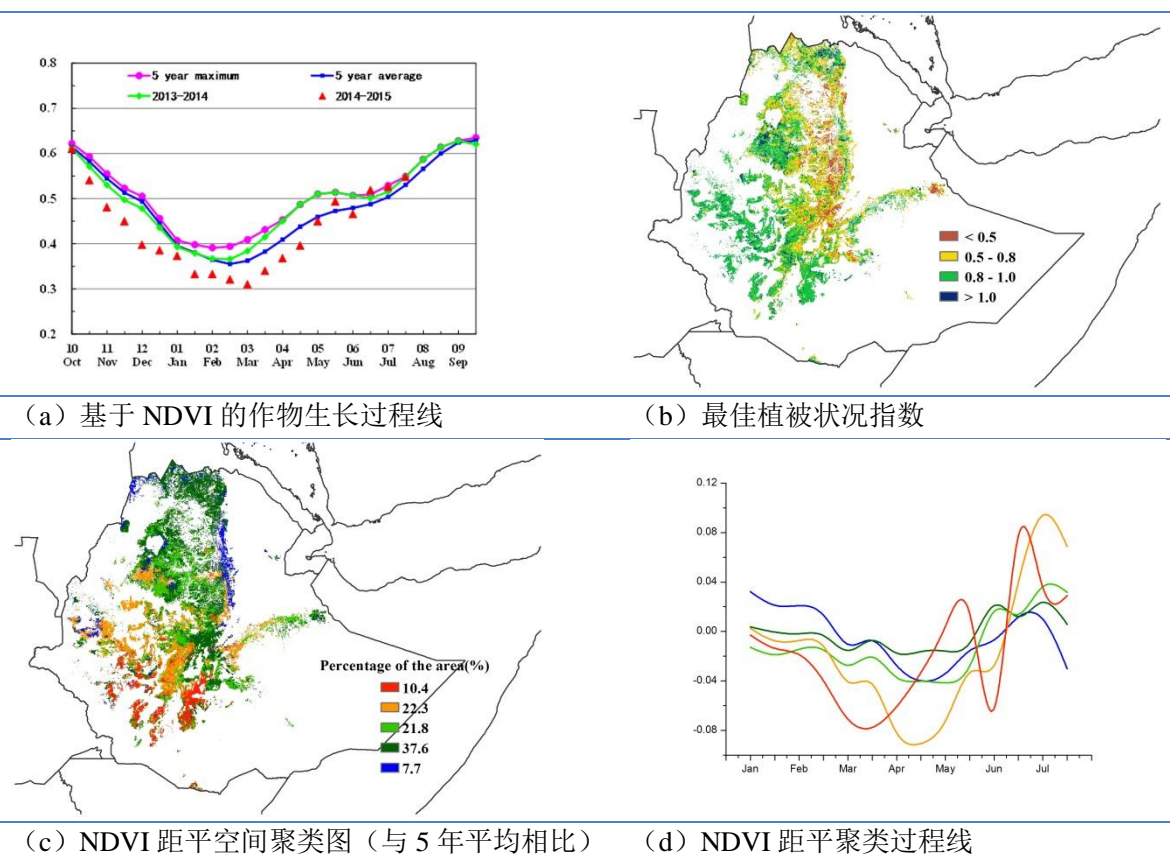 0.8
5 year maximum
5 year average
2013-2014
2014-2015
0.7
0.6
0.5
0.4
0.3
0.2
10 11 12 01 02 03 04 05 06 07 08 09
Oct Nov Dec Jan Feb Mar Apr May Jun Jul Aug Sep
< 0.5
0.5 - 0.8
0.8 - 1.0
> 1.0
（a）基于 NDVI 的作物生长过程线
（b）最佳植被状况指数
Percentage of the area(%)
10.4
22.3
21.8
37.6
7.7
0.12
0.08
0.04
0.00
-0.04
-0.08
Jan Feb Mar Apr May Jun Jul
（c）NDVI 距平空间聚类图（与 5 年平均相比）
（d）NDVI 距平聚类过程线